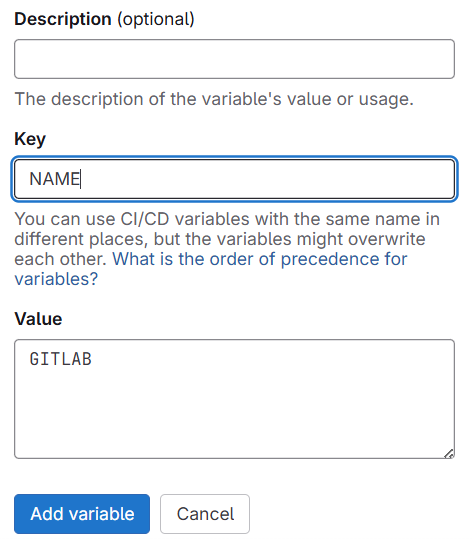 Description (optional)
The description of the variable's value or usage.
Key
NAME
You can use CI/CD variables with the same name in
different places, but the variables might overwrite
each other. What is the order of precedence for
variables?
Value
GITLAB
Add variable
Cancel